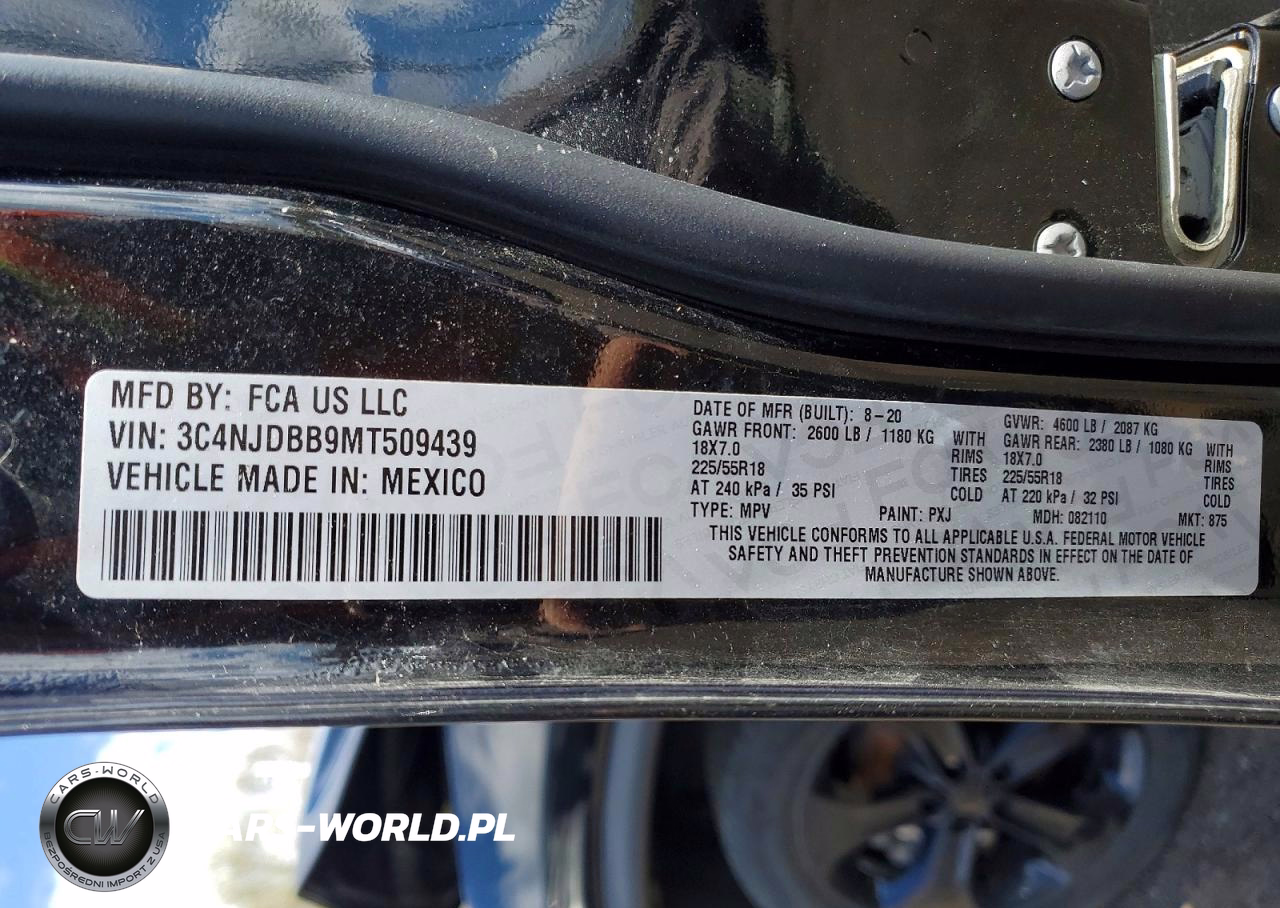 MFD BY: FCA US LLC
VIN: 3C4NJDBB9MT509439
VEHICLE MADE IN: MEXICO
DATE OF MFR (BUILT): 8-20
GVWR: 4600 LB / 2087 KG
GAWR FRONT: 2600 LB / 1180 KG WITH
GAWR REAR: 2380 LB / 1080 KG WITH
18X7.0 RIMS
18X7.0 RIMS
225/55R18 TIRES
225/55R18 TIRES
AT 240 kPa / 35 PSI COLD
AT 220 kPa / 32 PSI COLD
TYPE: MPV PAINT: PXJ MDH: 082110 MKT: 875
THIS VEHICLE CONFORMS TO ALL APPLICABLE U.S.A. FEDERAL MOTOR VEHICLE
SAFETY AND THEFT PREVENTION STANDARDS IN EFFECT ON THE DATE OF
MANUFACTURE SHOWN ABOVE.
CARS-WORLD
CW
BEZPOŚREDNI IMPORT Z USA
CARS-WORLD.PL